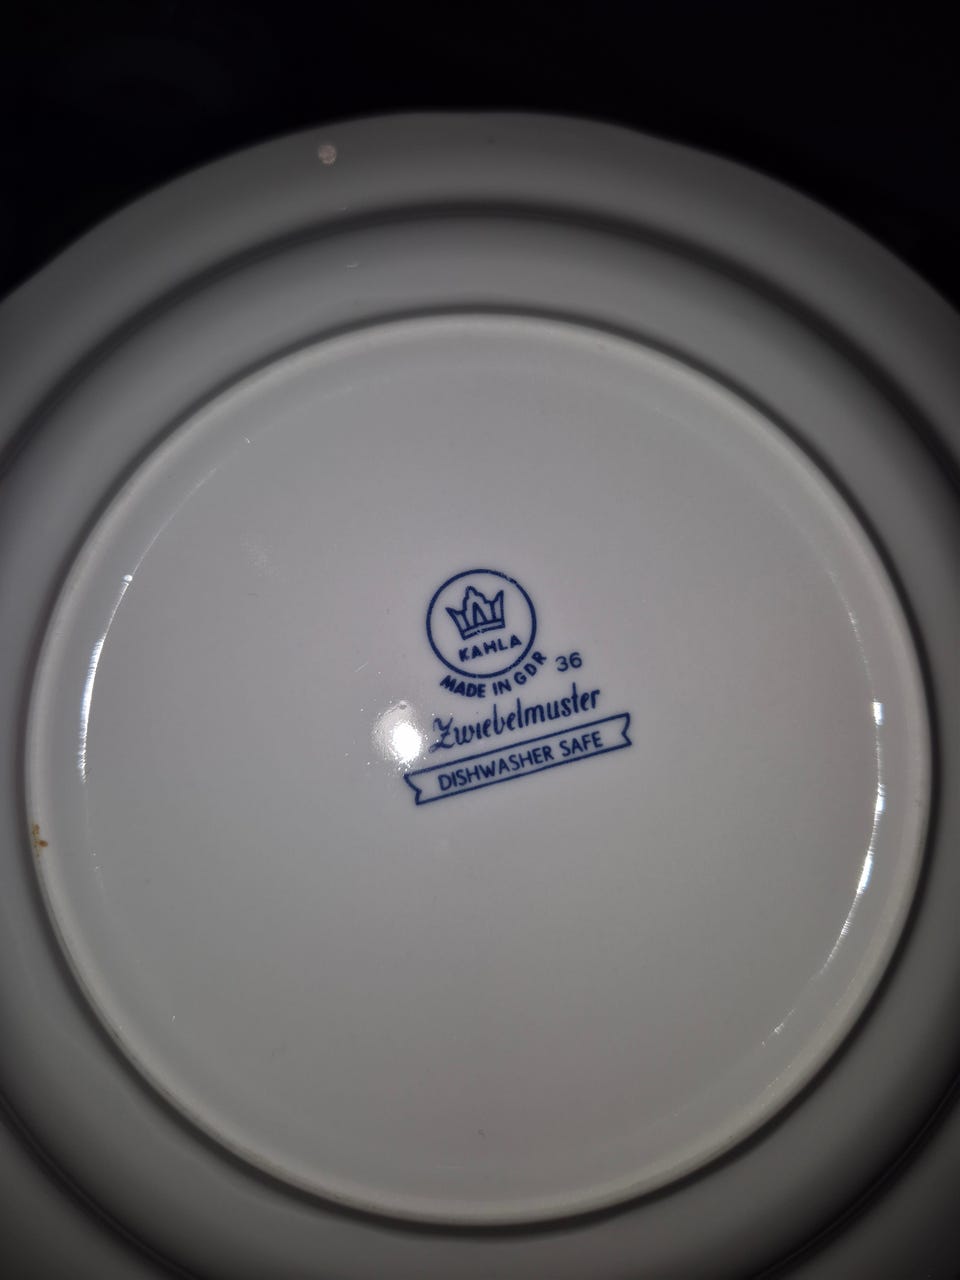 KAHLA
MADE IN GDR 36
Zwiebelmuster
DISHWASHER SAFE